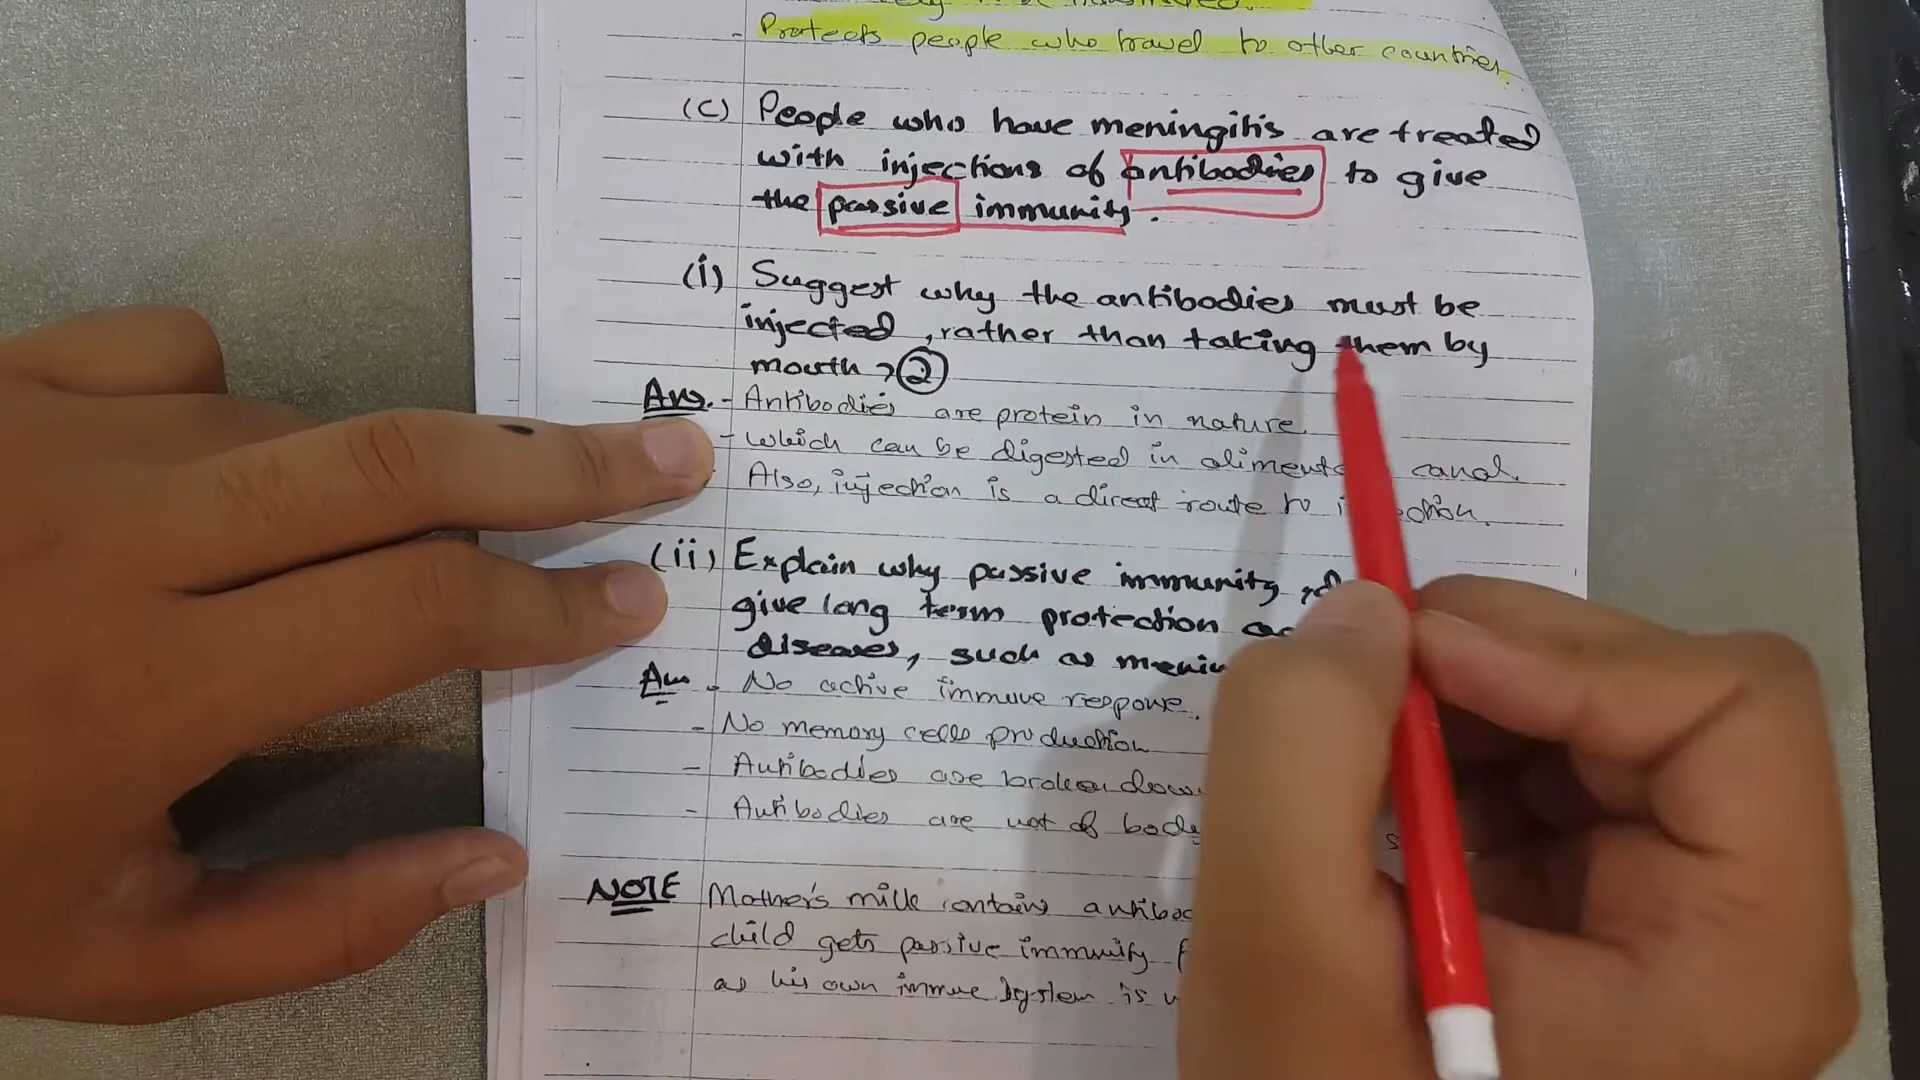 - Protects people who travel to other countries.
(c) People who have meningitis are treated
with injections of antibodies to give
the passive immunity.
(i) Suggest why the antibodies must be
injected, rather than taking them by
mouth? ②
Ans. - Antibodies are protein in nature.
- which can be digested in canal.
Also, injection is a direct route to
(ii) Explain why passive immunity
give long term protection
diseases, such as
Ans - No active immune response.
- No memory cells production
- Antibodies are broken down
- Antibodies are not of body
NOTE Mother's milk contains
child gets passive immunity
as his own immune system is